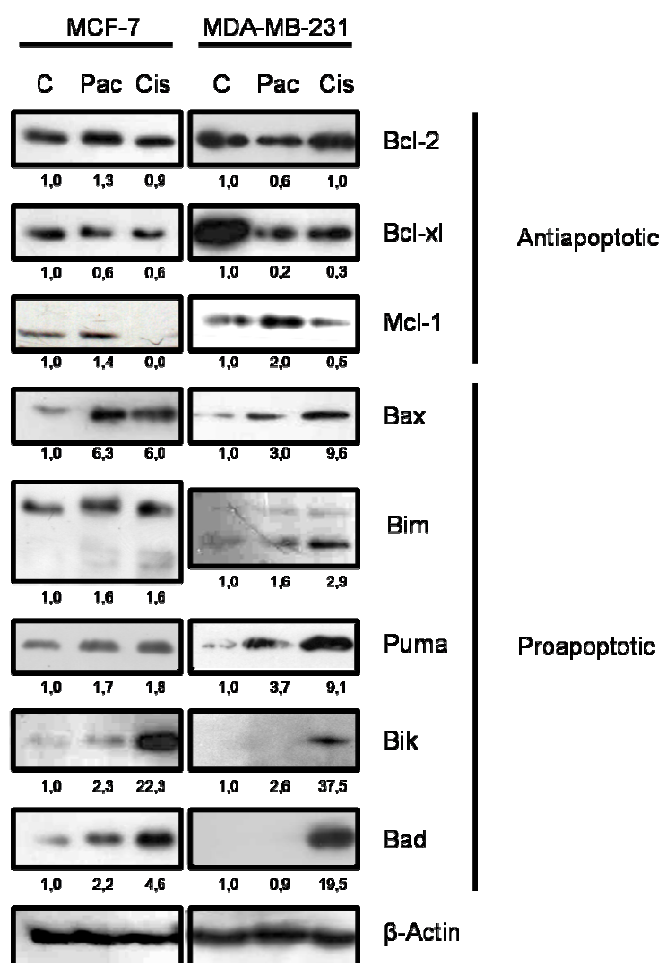 MCF-7 MDA-MB-231
C Pac Cis C Pac Cis
Bcl-2
1,0 1,3 0,9 1,0 0,6 1,0
Bcl-xl
Antiapoptotic
1,0 0,6 0,6 1,0 0,2 0,3
Mcl-1
1,0 1,4 0,0 1,0 2,0 0,6
Bax
1,0 6,3 6,0 1,0 3,0 9,6
Bim
1,0 1,6 1,6 1,0 1,6 2,9
Puma Proapoptotic
1,0 1,7 1,8 1,0 3,7 9,1
Bik
1,0 2,3 22,3 1,0 2,6 37,5
Bad
1,0 2,2 4,6 1,0 0,9 19,5
β-Actin